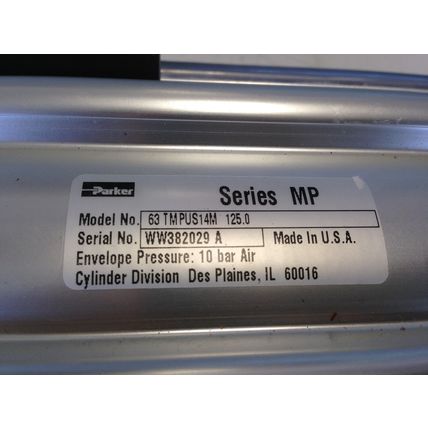 Parker
Series MP
Model No. 63 TMPUS14M 125.0
Serial No. WW382029 A Made In U.S.A.
Envelope Pressure: 10 bar Air
Cylinder Division Des Plaines, IL 60016